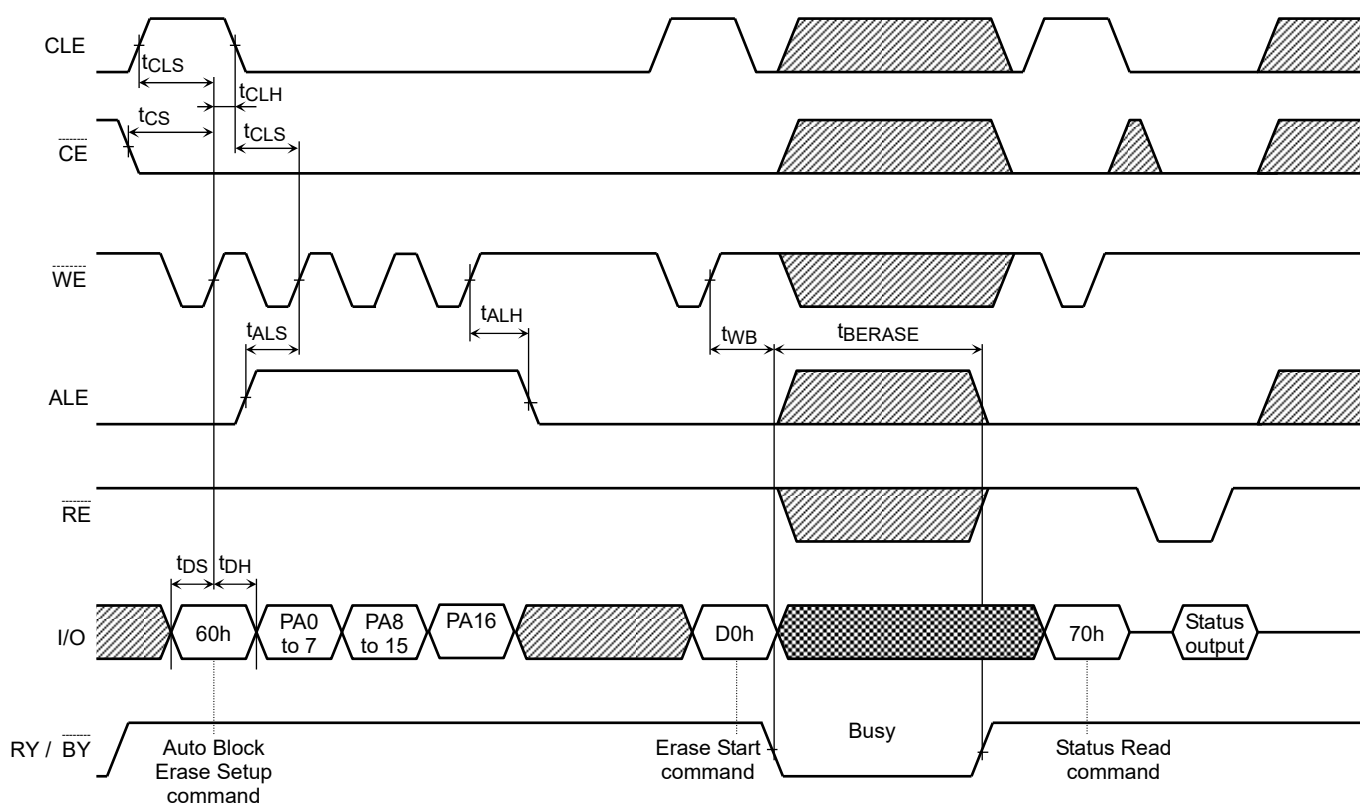 CLE
tCLS
tCLH
tCS
tCLS
CE
WE
tALS
tALH
tWB
tBERASE
ALE
RE
tDS
tDH
I/O
60h
PA0
to 7
PA8
to 15
PA16
D0h
70h
Status
output
RY / BY
Auto Block
Erase Setup
command
Erase Start
command
Busy
Status Read
command